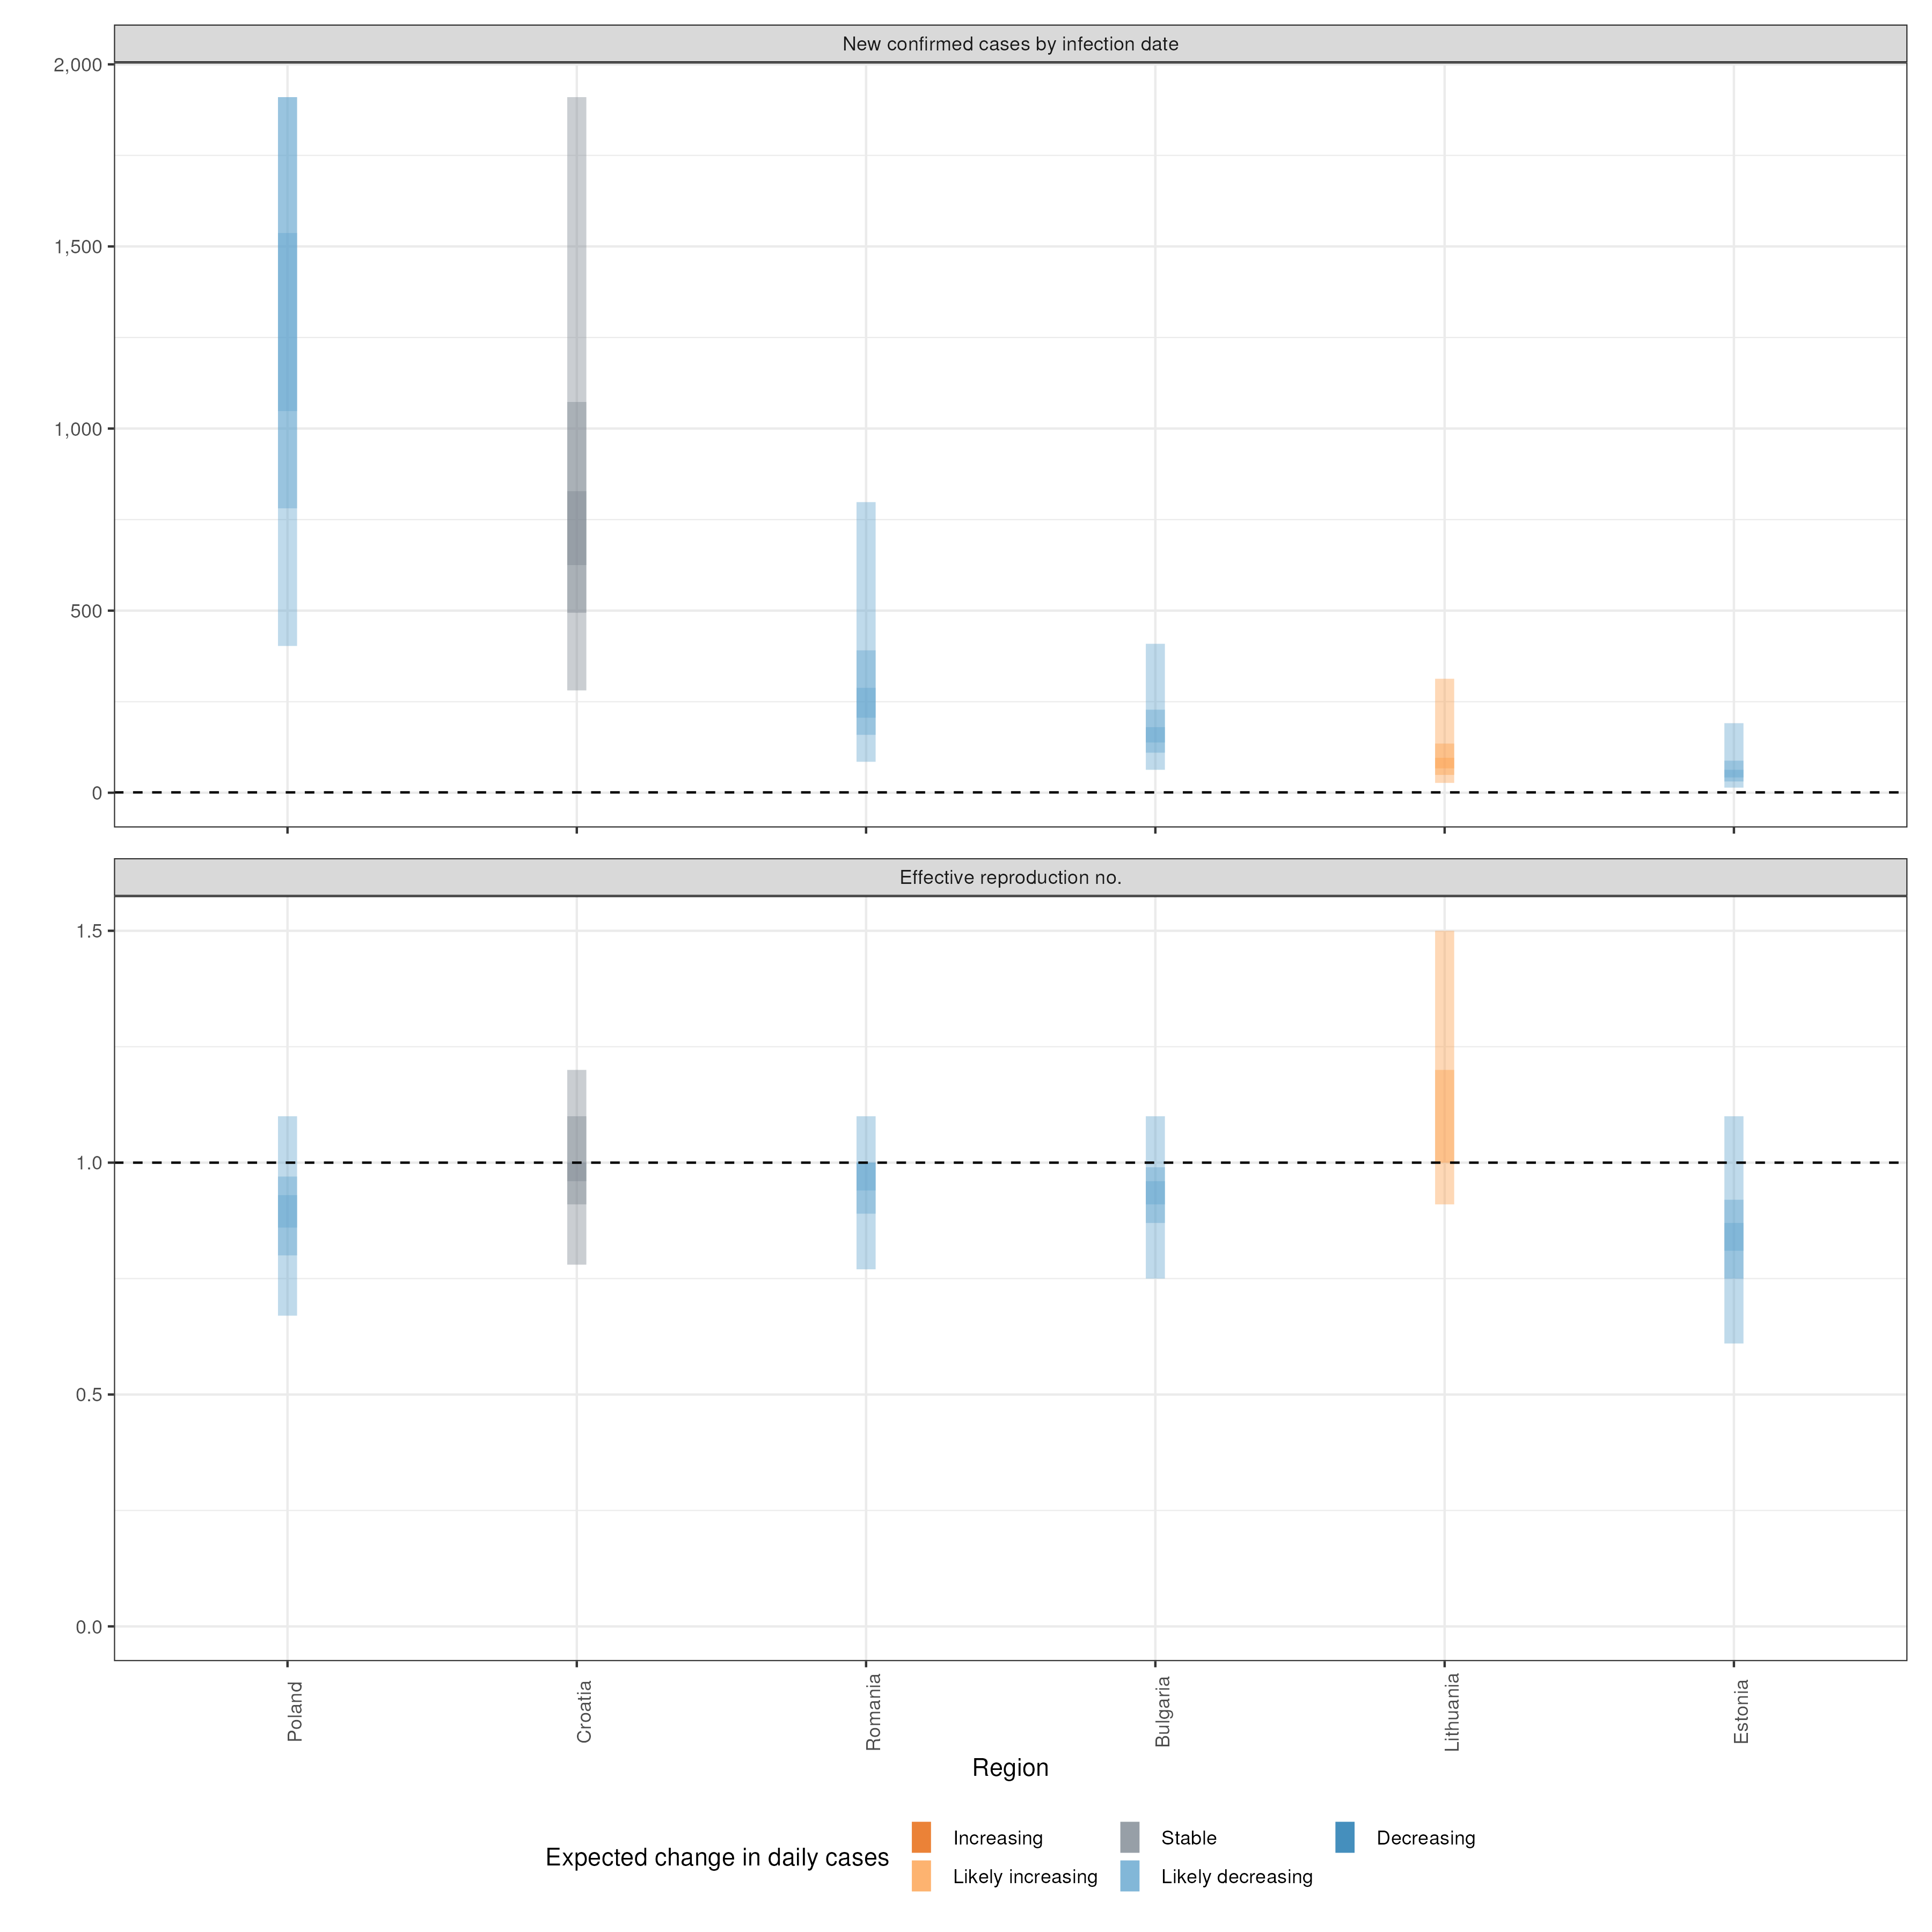 New confirmed cases by infection date
2,000
1,500
1,000
500
0
Effective reproduction no.
1.5
1.0
0.5
0.0
Poland
Croatia
Romania
Bulgaria
Lithuania
Estonia
Region
Expected change in daily cases
Increasing
Stable
Decreasing
Likely increasing
Likely decreasing